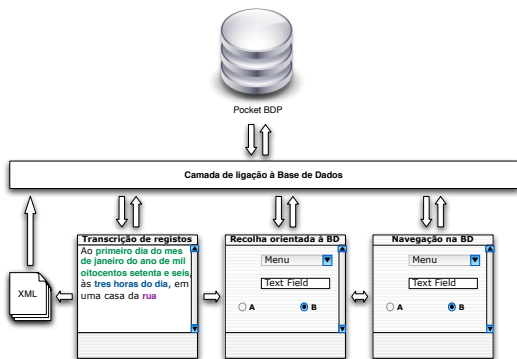 Pocket BDP
Camada de ligação à Base de Dados
Transcrição de registos
Ao primeiro dia do mes
de janeiro do ano de mil
oitocentos setenta e seis,
às tres horas do dia, em
uma casa da rua
Recolha orientada à BD
Menu
Text Field
A
B
Navegação na BD
Menu
Text Field
A
B
XML